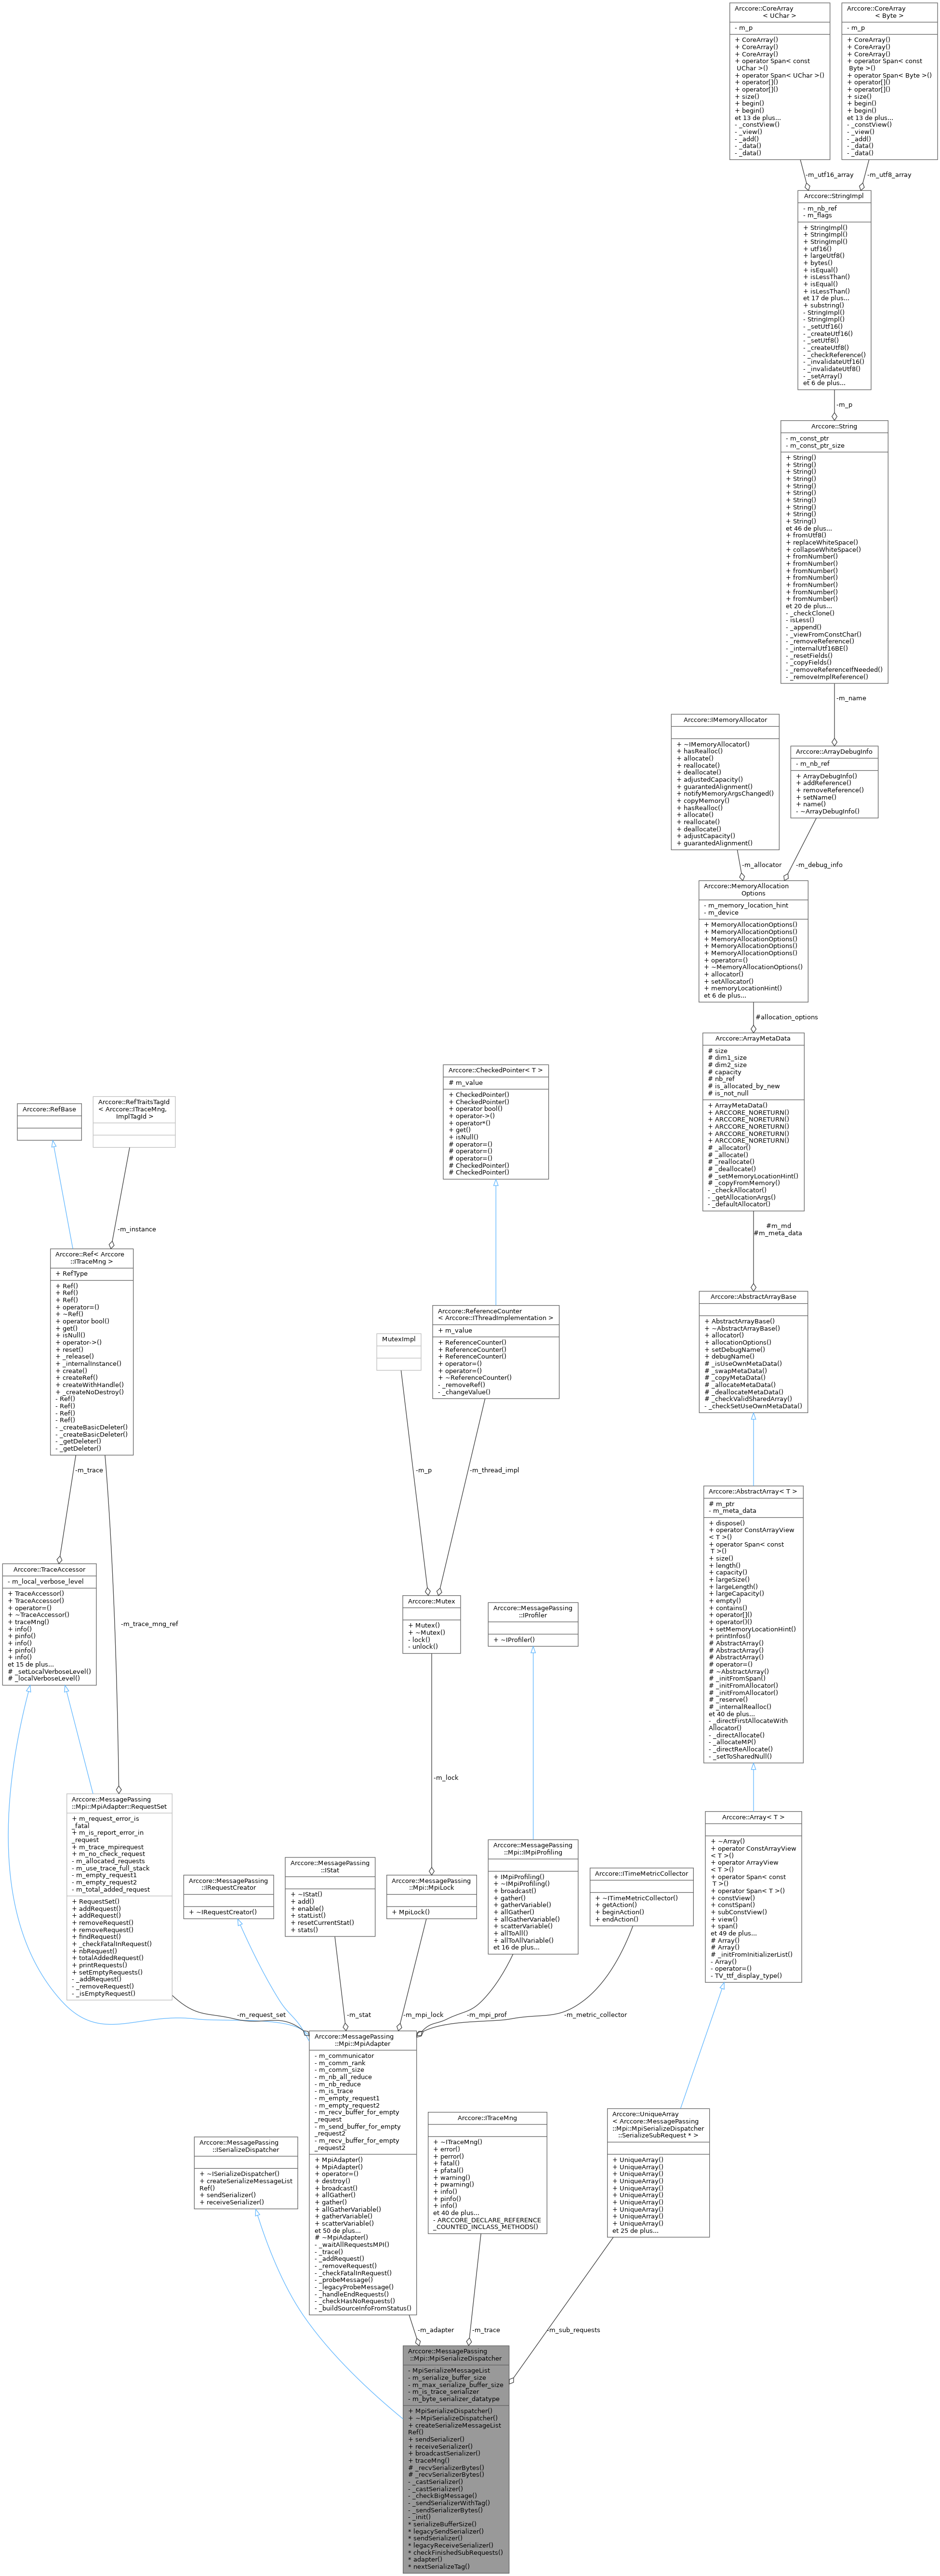 Arccore::CoreArray
< UChar >
- m_p
+ CoreArray()
+ CoreArray()
+ CoreArray()
+ operator Span< const
UChar >()
+ operator Span< UChar >()
+ operator[]()
+ operator[]()
+ size()
+ begin()
+ begin()
et 13 de plus...
- _constView()
- _view()
- _add()
- _data()
- _data()
Arccore::CoreArray
< Byte >
- m_p
+ CoreArray()
+ CoreArray()
+ CoreArray()
+ operator Span< const
Byte >()
+ operator Span< Byte >()
+ operator[]()
+ operator[]()
+ size()
+ begin()
+ begin()
et 13 de plus...
- _constView()
- _view()
- _add()
- _data()
- _data()
-m_utf16_array
-m_utf8_array
Arccore::StringImpl
- m_nb_ref
- m_flags
+ StringImpl()
+ StringImpl()
+ StringImpl()
+ utf16()
+ largeUtf8()
+ bytes()
+ isEqual()
+ isLessThan()
+ isEqual()
+ isLessThan()
et 17 de plus...
+ substring()
- StringImpl()
- StringImpl()
- _setUtf16()
- _createUtf16()
- _setUtf8()
- _createUtf8()
- _checkReference()
- _invalidateUtf16()
- _invalidateUtf8()
- _setArray()
et 6 de plus...
-m_p
Arccore::String
- m_const_ptr
- m_const_ptr_size
+ String()
+ String()
+ String()
+ String()
+ String()
+ String()
+ String()
+ String()
+ String()
+ String()
et 46 de plus...
+ fromUtf8()
+ replaceWhiteSpace()
+ collapseWhiteSpace()
+ fromNumber()
+ fromNumber()
+ fromNumber()
+ fromNumber()
+ fromNumber()
+ fromNumber()
+ fromNumber()
et 20 de plus...
- _checkClone()
- isLess()
- _append()
- _viewFromConstChar()
- _removeReference()
- _internalUtf16BE()
- _resetFields()
- _copyFields()
- _removeReferenceIfNeeded()
- _removeImplReference()
-m_name
Arccore::IMemoryAllocator
+ ~IMemoryAllocator()
+ hasRealloc()
+ allocate()
+ reallocate()
+ deallocate()
+ adjustedCapacity()
+ guarantedAlignment()
+ notifyMemoryArgsChanged()
+ copyMemory()
+ hasRealloc()
+ allocate()
+ reallocate()
+ deallocate()
+ adjustCapacity()
+ guarantedAlignment()
Arccore::ArrayDebugInfo
- m_nb_ref
+ ArrayDebugInfo()
+ addReference()
+ removeReference()
+ setName()
+ name()
- ~ArrayDebugInfo()
-m_allocator
-m_debug_info
Arccore::MemoryAllocation
Options
- m_memory_location_hint
- m_device
+ MemoryAllocationOptions()
+ MemoryAllocationOptions()
+ MemoryAllocationOptions()
+ MemoryAllocationOptions()
+ MemoryAllocationOptions()
+ operator=()
+ ~MemoryAllocationOptions()
+ allocator()
+ setAllocator()
+ memoryLocationHint()
et 6 de plus...
#allocation_options
Arccore::ArrayMetaData
# size
# dim1_size
# dim2_size
# capacity
# nb_ref
# is_allocated_by_new
# is_not_null
+ ArrayMetaData()
+ ARCCORE_NORETURN()
+ ARCCORE_NORETURN()
+ ARCCORE_NORETURN()
+ ARCCORE_NORETURN()
+ ARCCORE_NORETURN()
# _allocator()
# _allocate()
# _reallocate()
# _deallocate()
# _setMemoryLocationHint()
# _copyFromMemory()
- _checkAllocator()
- _getAllocationArgs()
- _defaultAllocator()
#m_md
#m_meta_data
Arccore::AbstractArrayBase
+ AbstractArrayBase()
+ ~AbstractArrayBase()
+ allocator()
+ allocationOptions()
+ setDebugName()
+ debugName()
# _isUseOwnMetaData()
# _swapMetaData()
# _copyMetaData()
# _allocateMetaData()
# _deallocateMetaData()
# _checkValidSharedArray()
- _checkSetUseOwnMetaData()
Arccore::AbstractArray< T >
# m_ptr
- m_meta_data
+ dispose()
+ operator ConstArrayView
< T >()
+ operator Span< const
T >()
+ size()
+ length()
+ capacity()
+ largeSize()
+ largeLength()
+ largeCapacity()
+ empty()
+ contains()
+ operator[]()
+ operator()()
+ setMemoryLocationHint()
+ printInfos()
# AbstractArray()
# AbstractArray()
# AbstractArray()
# operator=()
# ~AbstractArray()
# _initFromSpan()
# _initFromAllocator()
# _initFromAllocator()
# _reserve()
# _internalRealloc()
et 40 de plus...
- _directFirstAllocateWith
Allocator()
- _directAllocate()
- _allocateMP()
- _directReAllocate()
- _setToSharedNull()
Arccore::Array< T >
+ ~Array()
+ operator ConstArrayView
< T >()
+ operator ArrayView
< T >()
+ operator Span< const
T >()
+ operator Span< T >()
+ constView()
+ constSpan()
+ subConstView()
+ view()
+ span()
et 49 de plus...
# Array()
# Array()
# _initFromInitializerList()
- Array()
- operator=()
- TV_ttf_display_type()
Arccore::UniqueArray
< Arccore::MessagePassing
::Mpi::MpiSerializeDispatcher
::SerializeSubRequest * >
+ UniqueArray()
+ UniqueArray()
+ UniqueArray()
+ UniqueArray()
+ UniqueArray()
+ UniqueArray()
+ UniqueArray()
+ UniqueArray()
+ UniqueArray()
+ UniqueArray()
et 25 de plus...
-m_sub_requests
Arccore::CheckedPointer< T >
# m_value
+ CheckedPointer()
+ CheckedPointer()
+ operator bool()
+ operator->()
+ operator*()
+ get()
+ isNull()
# operator=()
# operator=()
# operator=()
# CheckedPointer()
# CheckedPointer()
Arccore::RefBase
Arccore::RefTraitsTagId
< Arccore::ITraceMng,
ImplTagId >
-m_instance
Arccore::Ref< Arccore
::ITraceMng >
+ RefType
+ Ref()
+ Ref()
+ Ref()
+ operator=()
+ ~Ref()
+ operator bool()
+ get()
+ isNull()
+ operator->()
+ reset()
+ _release()
+ _internalInstance()
+ create()
+ createRef()
+ createWithHandle()
+ _createNoDestroy()
- Ref()
- Ref()
- Ref()
- Ref()
- _createBasicDeleter()
- _createBasicDeleter()
- _getDeleter()
- _getDeleter()
-m_trace
-m_trace_mng_ref
Arccore::TraceAccessor
- m_local_verbose_level
+ TraceAccessor()
+ TraceAccessor()
+ operator=()
+ ~TraceAccessor()
+ traceMng()
+ info()
+ pinfo()
+ info()
+ pinfo()
+ info()
et 15 de plus...
# _setLocalVerboseLevel()
# _localVerboseLevel()
Arccore::MessagePassing
::Mpi::MpiAdapter::RequestSet
+ m_request_error_is
_fatal
+ m_is_report_error_in
_request
+ m_trace_mpirequest
+ m_no_check_request
- m_allocated_requests
- m_use_trace_full_stack
- m_empty_request1
- m_empty_request2
- m_total_added_request
+ RequestSet()
+ addRequest()
+ addRequest()
+ removeRequest()
+ removeRequest()
+ findRequest()
+ _checkFatalInRequest()
+ nbRequest()
+ totalAddedRequest()
+ printRequests()
+ setEmptyRequests()
- _addRequest()
- _removeRequest()
- _isEmptyRequest()
MutexImpl
Arccore::ReferenceCounter
< Arccore::IThreadImplementation >
+ m_value
+ ReferenceCounter()
+ ReferenceCounter()
+ ReferenceCounter()
+ operator=()
+ operator=()
+ ~ReferenceCounter()
- _removeRef()
- _changeValue()
-m_p
-m_thread_impl
Arccore::Mutex
+ Mutex()
+ ~Mutex()
- lock()
- unlock()
-m_lock
Arccore::MessagePassing
::IProfiler
+ ~IProfiler()
Arccore::MessagePassing
::IRequestCreator
+ ~IRequestCreator()
Arccore::MessagePassing
::IStat
+ ~IStat()
+ add()
+ enable()
+ statList()
+ resetCurrentStat()
+ stats()
Arccore::MessagePassing
::Mpi::MpiLock
+ MpiLock()
Arccore::MessagePassing
::Mpi::IMpiProfiling
+ IMpiProfiling()
+ ~IMpiProfiling()
+ broadcast()
+ gather()
+ gatherVariable()
+ allGather()
+ allGatherVariable()
+ scatterVariable()
+ allToAll()
+ allToAllVariable()
et 16 de plus...
Arccore::ITimeMetricCollector
+ ~ITimeMetricCollector()
+ getAction()
+ beginAction()
+ endAction()
-m_request_set
-m_stat
-m_mpi_lock
-m_mpi_prof
-m_metric_collector
Arccore::MessagePassing
::Mpi::MpiAdapter
- m_communicator
- m_comm_rank
- m_comm_size
- m_nb_all_reduce
- m_nb_reduce
- m_is_trace
- m_empty_request1
- m_empty_request2
- m_recv_buffer_for_empty
_request
- m_send_buffer_for_empty
_request2
- m_recv_buffer_for_empty
_request2
+ MpiAdapter()
+ MpiAdapter()
+ operator=()
+ destroy()
+ broadcast()
+ allGather()
+ gather()
+ allGatherVariable()
+ gatherVariable()
+ scatterVariable()
et 50 de plus...
# ~MpiAdapter()
- _waitAllRequestsMPI()
- _trace()
- _addRequest()
- _removeRequest()
- _checkFatalInRequest()
- _probeMessage()
- _legacyProbeMessage()
- _handleEndRequests()
- _checkHasNoRequests()
- _buildSourceInfoFromStatus()
Arccore::MessagePassing
::ISerializeDispatcher
+ ~ISerializeDispatcher()
+ createSerializeMessageList
Ref()
+ sendSerializer()
+ receiveSerializer()
Arccore::ITraceMng
+ ~ITraceMng()
+ error()
+ perror()
+ fatal()
+ pfatal()
+ warning()
+ pwarning()
+ info()
+ pinfo()
+ info()
et 40 de plus...
- ARCCORE_DECLARE_REFERENCE
_COUNTED_INCLASS_METHODS()
-m_adapter
-m_trace
Arccore::MessagePassing
::Mpi::MpiSerializeDispatcher
- MpiSerializeMessageList
- m_serialize_buffer_size
- m_max_serialize_buffer_size
- m_is_trace_serializer
- m_byte_serializer_datatype
+ MpiSerializeDispatcher()
+ ~MpiSerializeDispatcher()
+ createSerializeMessageList
Ref()
+ sendSerializer()
+ receiveSerializer()
+ broadcastSerializer()
+ traceMng()
# _recvSerializerBytes()
# _recvSerializerBytes()
- _castSerializer()
- _castSerializer()
- _checkBigMessage()
- _sendSerializerWithTag()
- _sendSerializerBytes()
- _init()
* serializeBufferSize()
* legacySendSerializer()
* sendSerializer()
* legacyReceiveSerializer()
* checkFinishedSubRequests()
* adapter()
* nextSerializeTag()